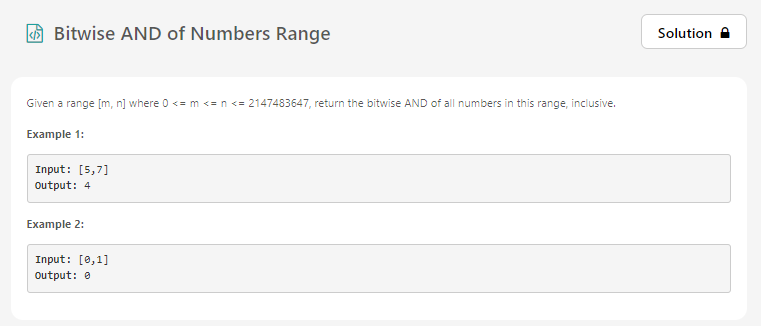 Bitwise AND of Numbers Range
Solution
Given a range [m, n] where 0 <= m <= n <= 2147483647, return the bitwise AND of all numbers in this range, inclusive.
Example 1:
Input: [5,7]
Output: 4
Example 2:
Input: [0,1]
Output: 0